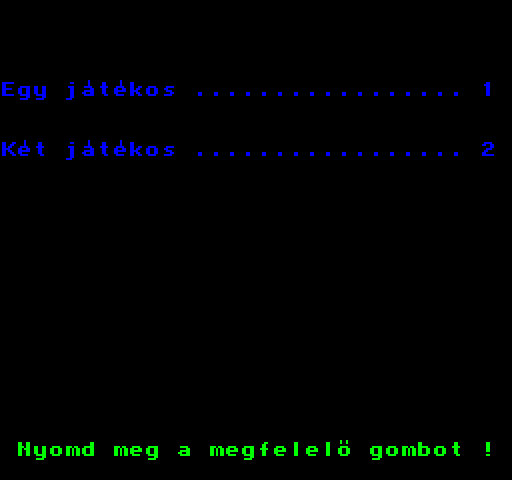 Egy játékos ................. 1
Két játékos ................. 2
Nyomd meg a megfelelö gombot !